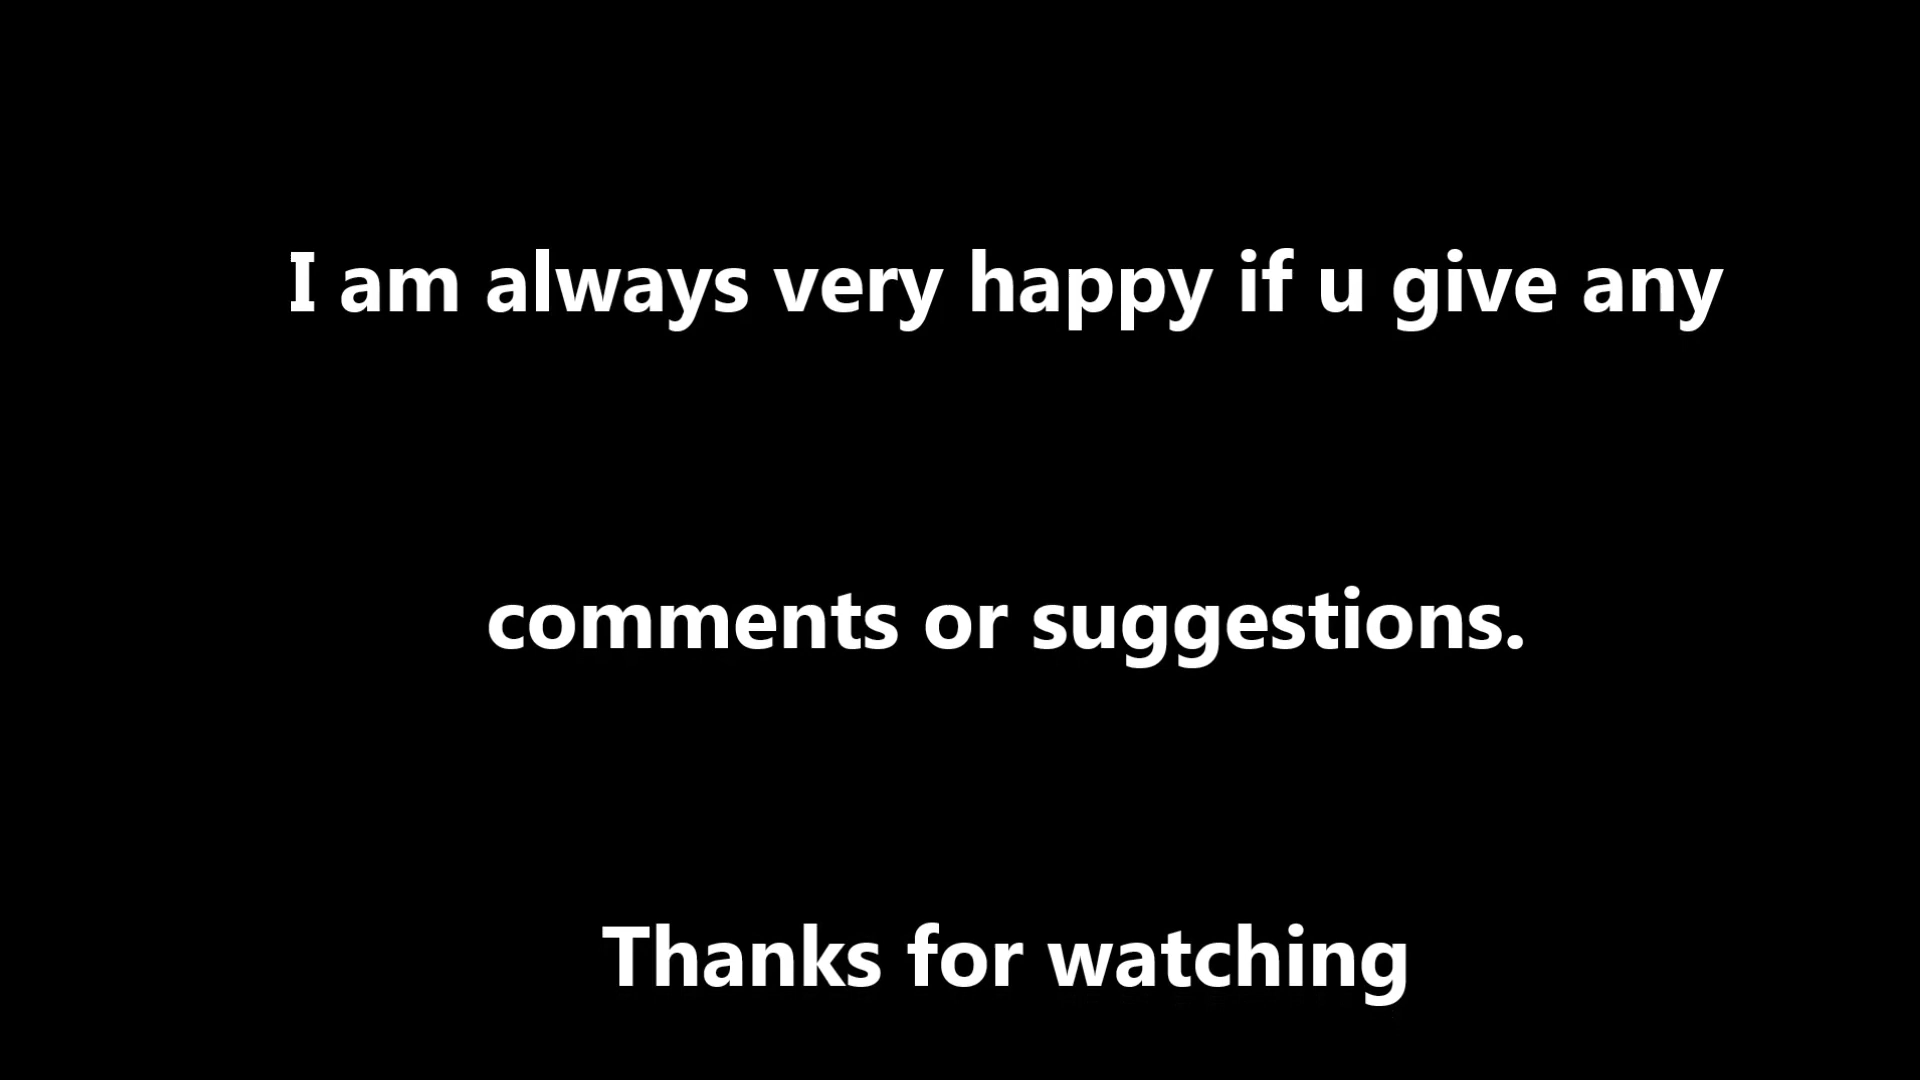 I am always very happy if u give any
comments or suggestions.
Thanks for watching